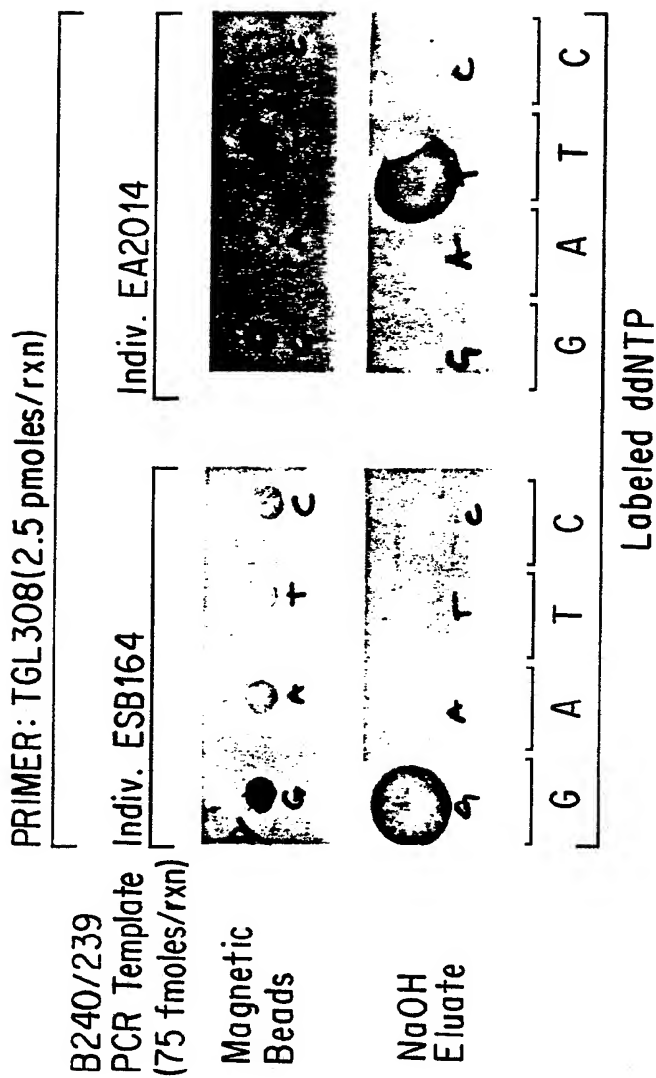 PRIMER: TGL308(2.5 pmoles/rxn)
B240/239
PCR Template
(75 fmoles/rxn)
Indiv. ESB164
Indiv. EA2014
Magnetic
Beads
G A T C
C
NaOH
Eluate
G A T C
G A T C
G A T C
G A T C
Labeled ddNTP